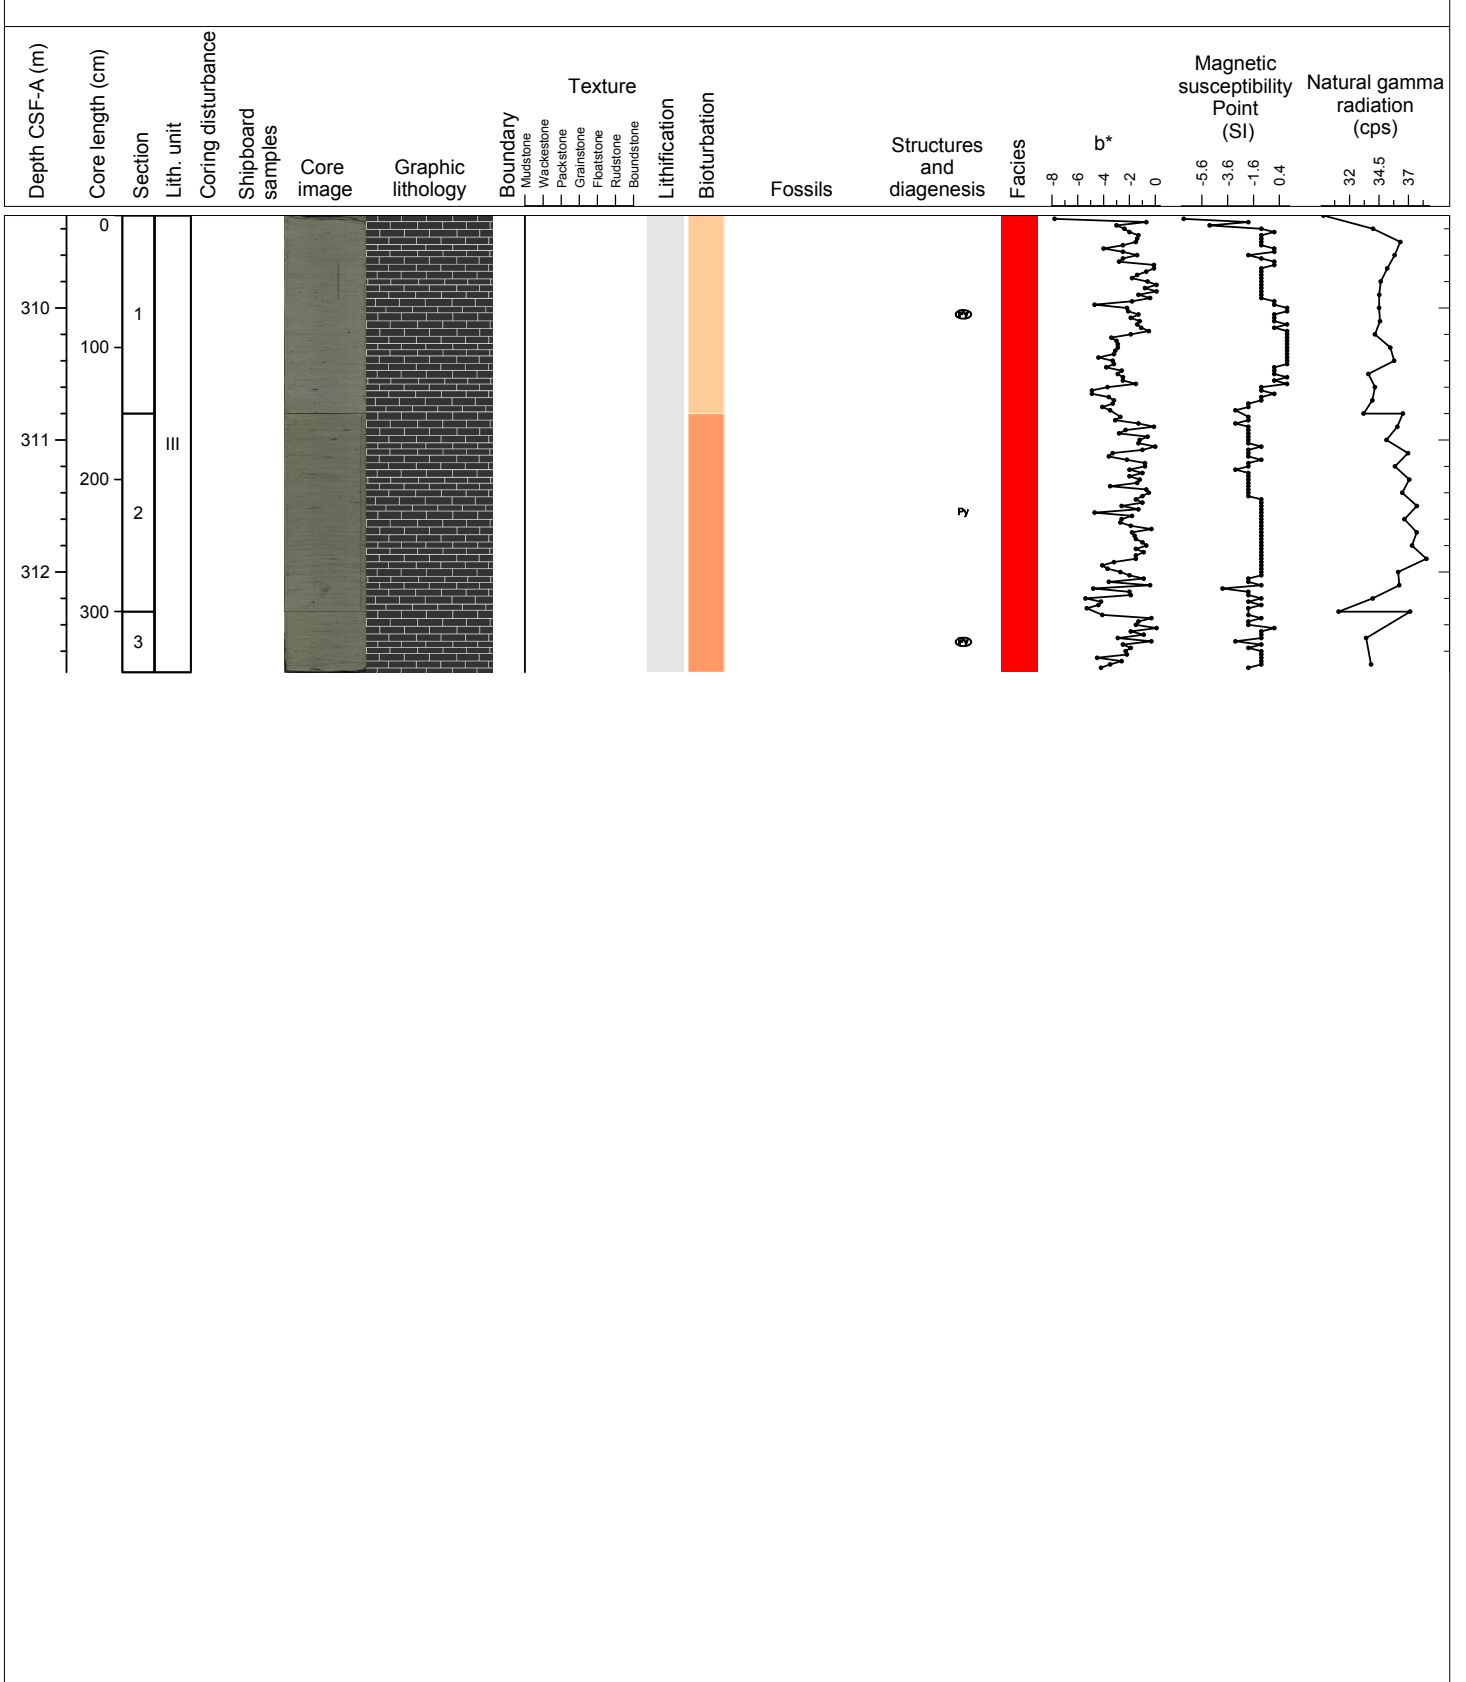 Depth CSF-A (m)
Core length (cm)
Section
Lith. unit
Coring disturbance
Shipboard
samples
Core
image
Graphic
lithology
Boundary
Texture
Mudstone
Wackestone
Packstone
Grainstone
Floatstone
Rudstone
Boundstone
Lithification
Bioturbation
Fossils
Structures
and
diagenesis
Facies
b*
-8
-6
-4
-2
0
Magnetic
susceptibility
Point
(SI)
-5.6
-3.6
-1.6
0.4
Natural gamma
radiation
(cps)
32
34.5
37
0
310
1
Py
100
311
III
200
2
Py
312
300
3
Py